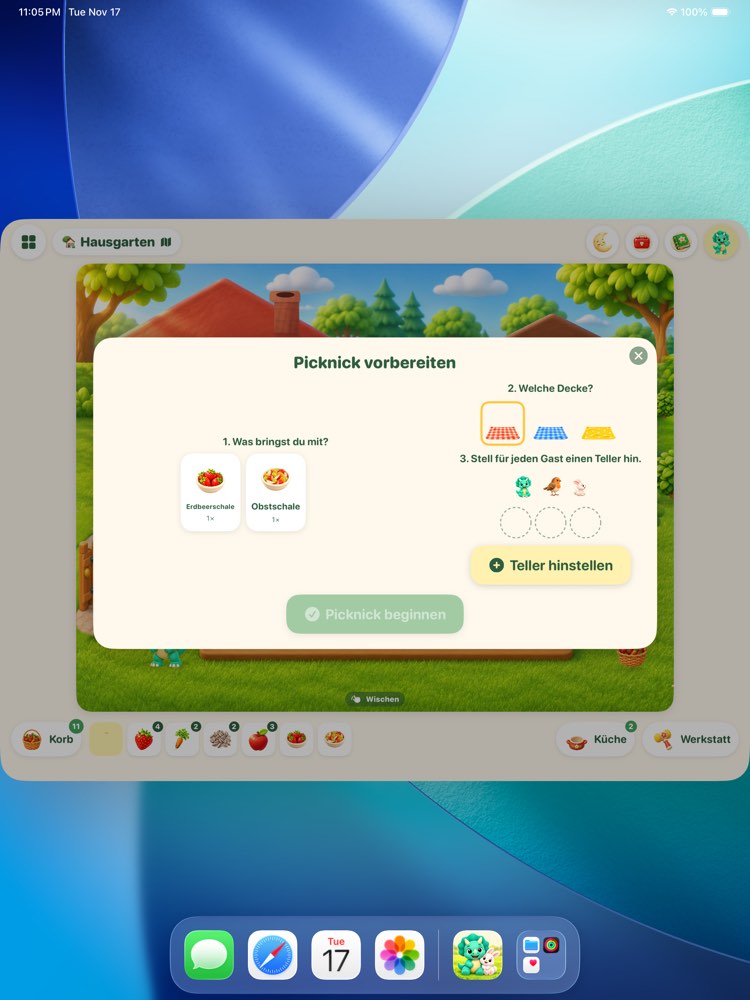 11:05 PM Tue Nov 17
100%
Hausgarten
Picknick vorbereiten
1. Was bringst du mit?
Erdbeerschale
1×
Obstschale
1×
2. Welche Decke?
3. Stell für jeden Gast einen Teller hin.
Teller hinstellen
Picknick beginnen
Wischen
Korb
11
4
2
2
3
Küche
2
Werkstatt
Tue
17